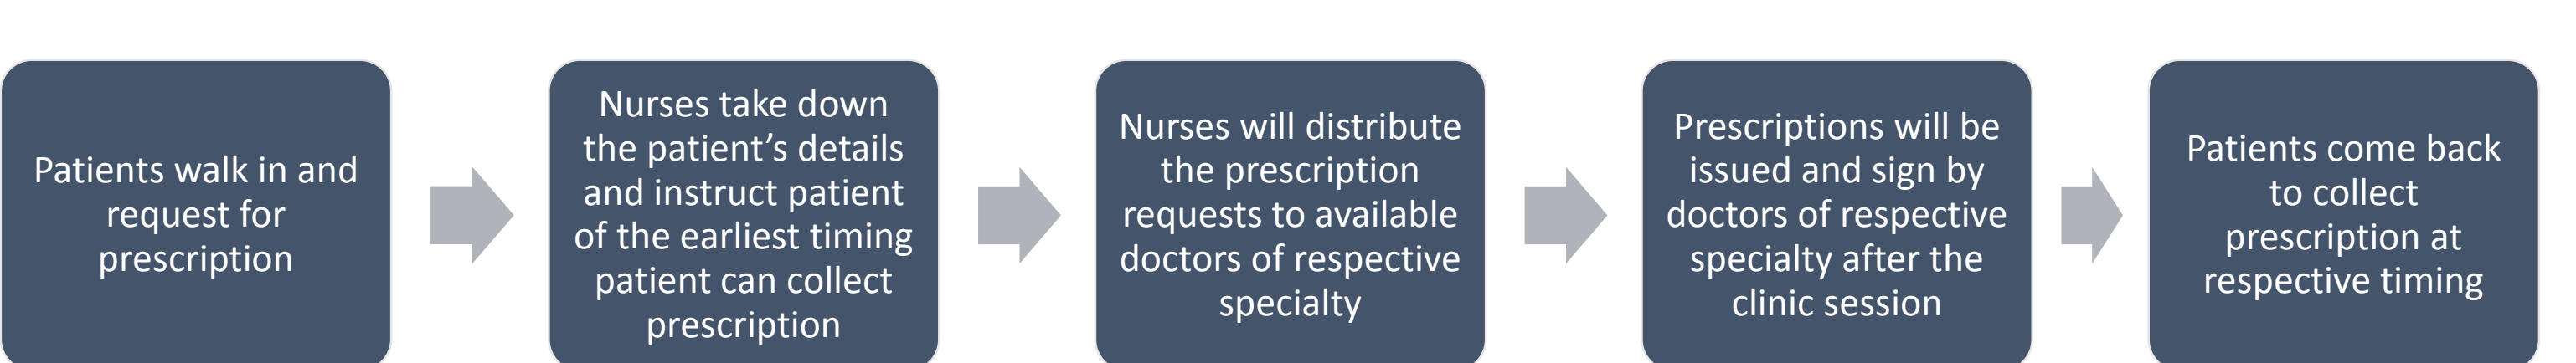 Patients walk in and
request for
prescription
Nurses take down
the patient’s details
and instruct patient
of the earliest timing
patient can collect
prescription
Nurses will distribute
the prescription
requests to available
doctors of respective
specialty
Prescriptions will be
issued and sign by
doctors of respective
specialty after the
clinic session
Patients come back
to collect
prescription at
respective timing